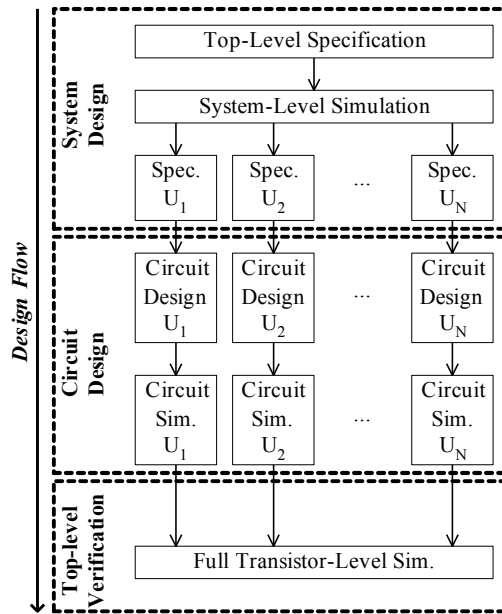 Design Flow
System
Design
Top-Level Specification
System-Level Simulation
Spec.
U1
Spec.
U2
...
Spec.
UN
Circuit
Design
Circuit
Design
U1
Circuit
Design
U2
...
Circuit
Design
UN
Circuit
Sim.
U1
Circuit
Sim.
U2
...
Circuit
Sim.
UN
Top-level
Verification
Full Transistor-Level Sim.